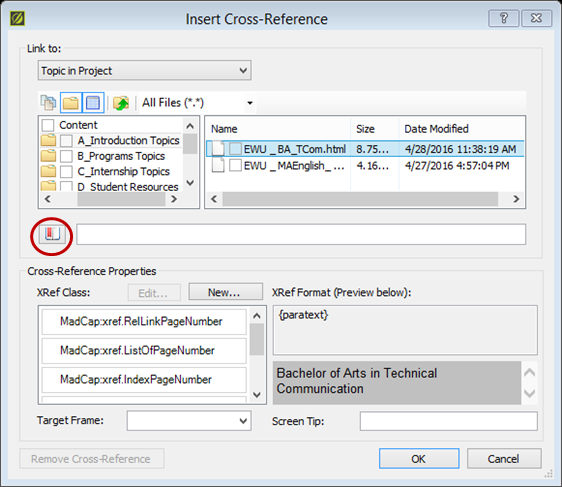 Insert Cross-Reference
?
Link to:
Topic in Project
All Files (*.*)
Content
A_Introduction Topics
B_Programs Topics
C_Internship Topics
D_Student Resources
Name Size Date Modified
EWU _ BA_TCom.html 8.75... 4/28/2016 11:38:19 AM
EWU _ MAEnglish_ ... 4.16... 4/27/2016 4:57:04 PM
Cross-Reference Properties
XRef Class: Edit... New...
MadCap:xref.RelLinkPageNumber
MadCap:xref.ListOfPageNumber
MadCap:xref.IndexPageNumber
XRef Format (Preview below):
{paratext}
Bachelor of Arts in Technical
Communication
Target Frame:
Screen Tip:
Remove Cross-Reference
OK
Cancel